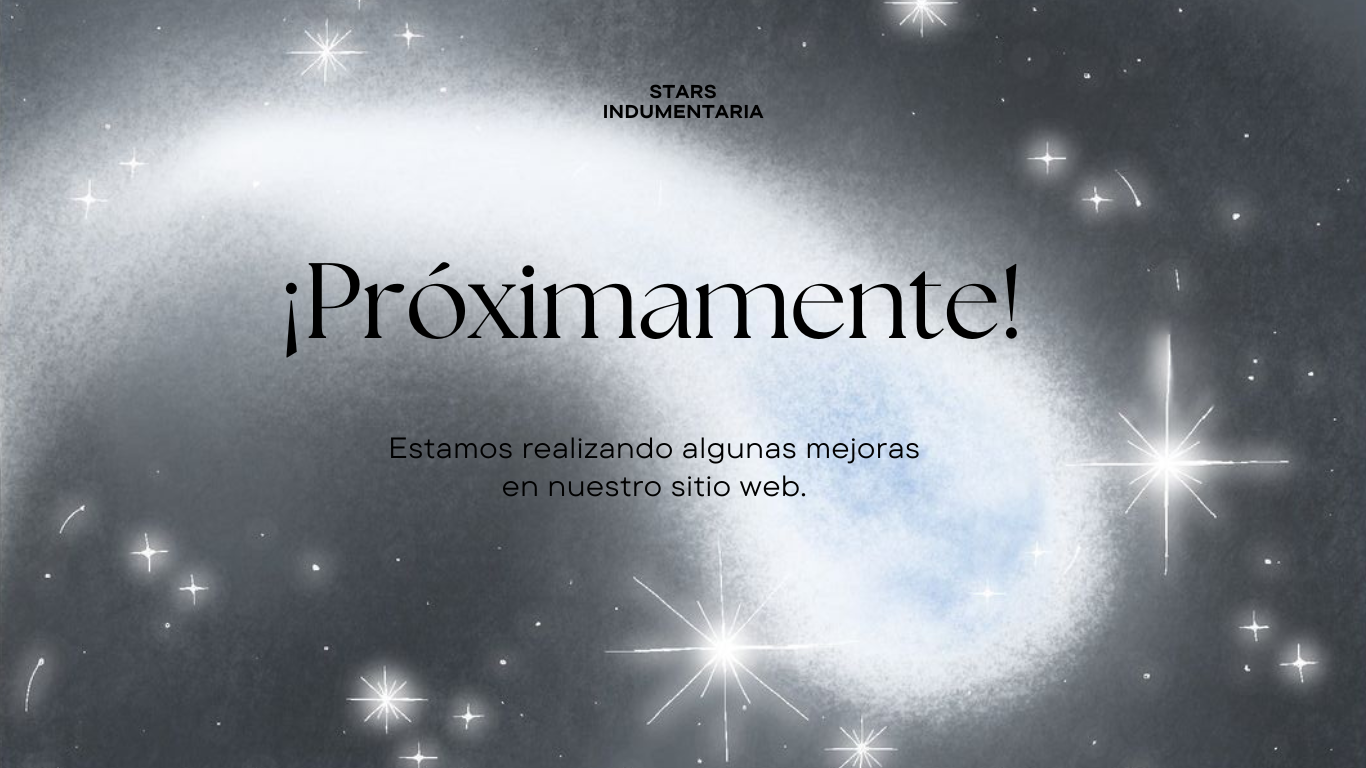 STARS
INDUMENTARIA
¡Próximamente!
Estamos realizando algunas mejoras
en nuestro sitio web.